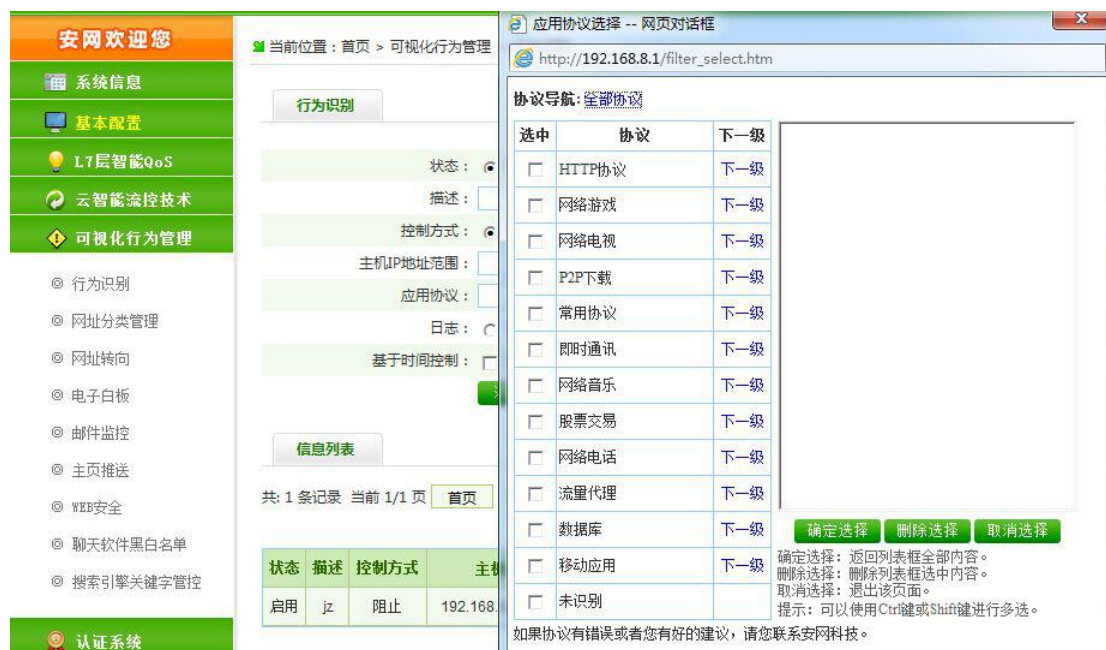 安网欢迎您
系统信息
基本配置
L7层智能QoS
云智能流控技术
可视化行为管理
行为识别
网址分类管理
网址转向
电子白板
邮件监控
主页推送
WEB安全
聊天软件黑白名单
搜索引擎关键字管控
认证系统
当前位置：首页 > 可视化行为管理
行为识别
状态：
描述：
控制方式：
主机IP地址范围：
应用协议：
日志：
基于时间控制：
信息列表
共: 1 条记录 当前 1/1 页 首页
状态 描述 控制方式
启用 jz 阻止 192.168.
应用协议选择 -- 网页对话框
http://192.168.8.1/filter_select.htm
协议导航: 全部协议
选中 协议 下一级
HTTP协议 下一级
网络游戏 下一级
网络电视 下一级
P2P下载 下一级
常用协议 下一级
即时通讯 下一级
网络音乐 下一级
股票交易 下一级
网络电话 下一级
流量代理 下一级
数据库 下一级
移动应用 下一级
未识别
确定选择 删除选择 取消选择
确定选择：返回列表框全部内容。
删除选择：删除列表框选中内容。
取消选择：退出该页面。
提示：可以使用Ctrl键或Shift键进行多选。
如果协议有错误或者您有好的建议，请您联系安网科技。